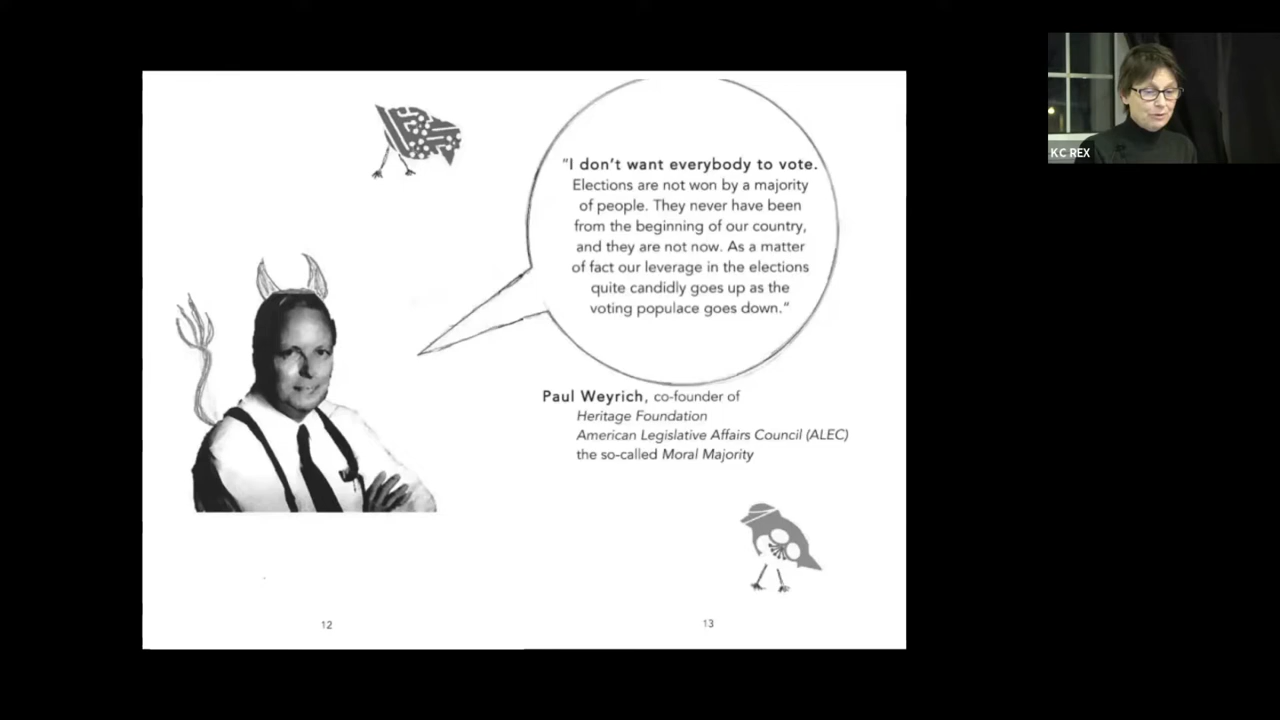 "I don't want everybody to vote.
Elections are not won by a majority
of people. They never have been
from the beginning of our country,
and they are not now. As a matter
of fact our leverage in the elections
quite candidly goes up as the
voting populace goes down."
Paul Weyrich, co-founder of
Heritage Foundation
American Legislative Affairs Council (ALEC)
the so-called Moral Majority
12
13
KC REX